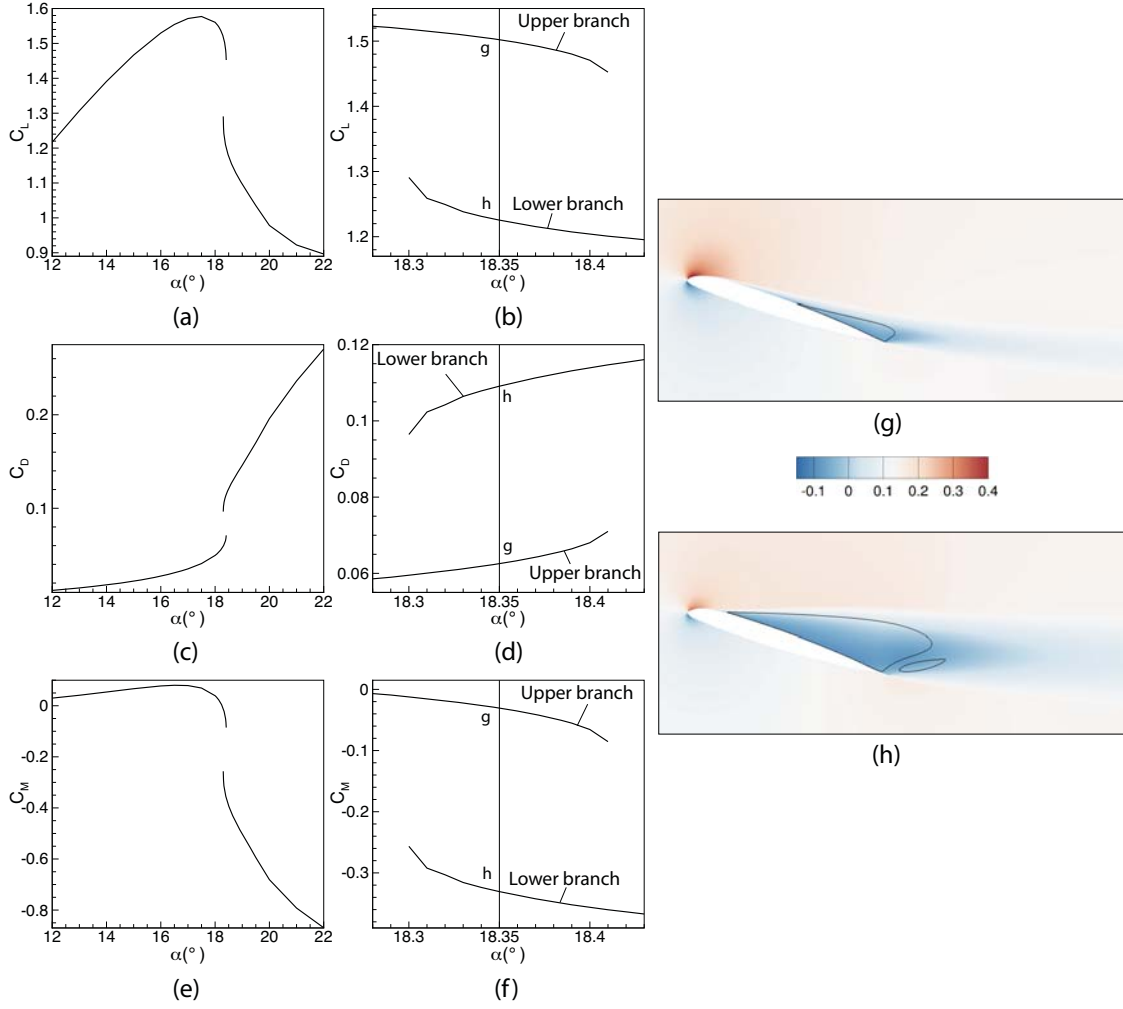 1.6
1.5
1.4
1.3
1.2
1.1
1
0.9
C_L
12 14 16 18 20 22
α(°)
(a)
1.5
1.4
1.3
1.2
C_L
Upper branch
g
h
Lower branch
18.3 18.35 18.4
α(°)
(b)
0.2
0.1
C_D
12 14 16 18 20 22
α(°)
(c)
0.12
0.1
0.08
0.06
C_D
Lower branch
h
g
Upper branch
18.3 18.35 18.4
α(°)
(d)
0
-0.2
-0.4
-0.6
-0.8
C_M
12 14 16 18 20 22
α(°)
(e)
0
-0.1
-0.2
-0.3
C_M
Upper branch
g
h
Lower branch
18.3 18.35 18.4
α(°)
(f)
(g)
-0.1 0 0.1 0.2 0.3 0.4
(h)